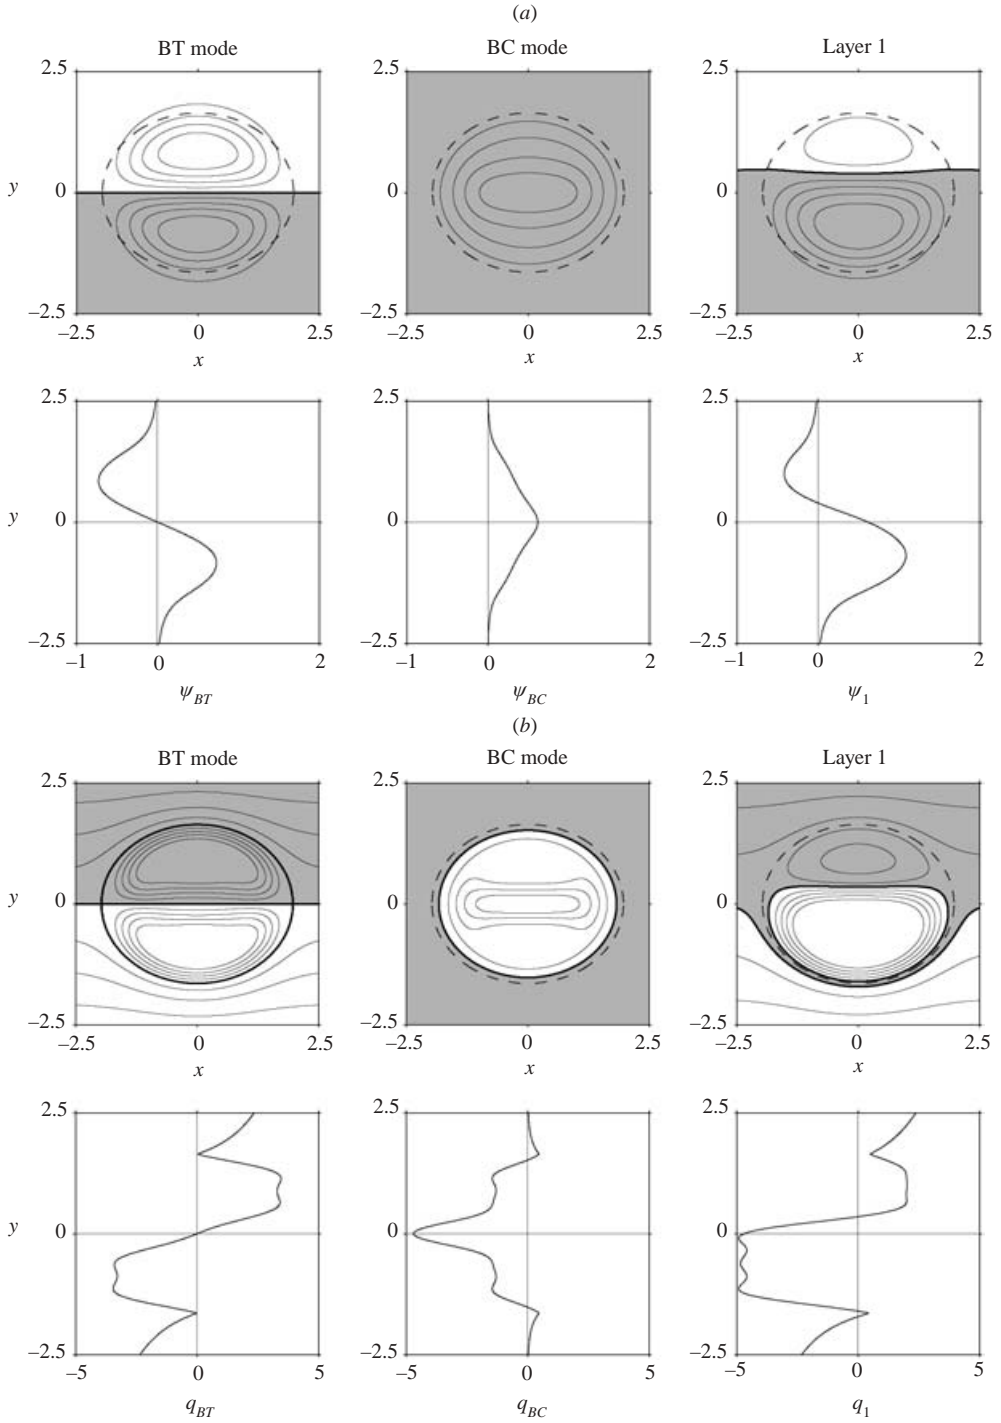 (a)
BT mode BC mode Layer 1
2.5 2.5 2.5
y 0 0 0
−2.5 −2.5 −2.5
−2.5 0 2.5 −2.5 0 2.5 −2.5 0 2.5
x x x
2.5 2.5 2.5
y 0 0 0
−2.5 −2.5 −2.5
−1 0 2 −1 0 2 −1 0 2
ψBT ψBC ψ1
(b)
BT mode BC mode Layer 1
2.5 2.5 2.5
y 0 0 0
−2.5 −2.5 −2.5
−2.5 0 2.5 −2.5 0 2.5 −2.5 0 2.5
x x x
2.5 2.5 2.5
y 0 0 0
−2.5 −2.5 −2.5
−5 0 5 −5 0 5 −5 0 5
qBT qBC q1